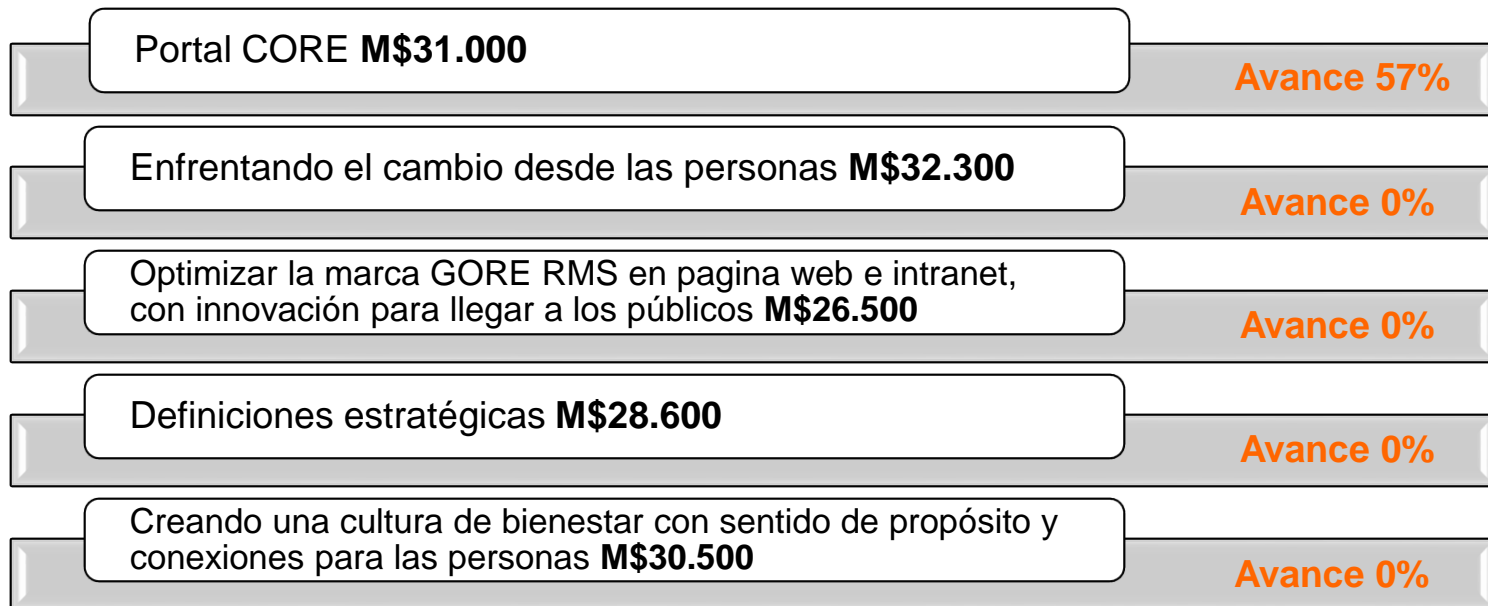 Portal CORE M$31.000
Avance 57%
Enfrentando el cambio desde las personas M$32.300
Avance 0%
Optimizar la marca GORE RMS en pagina web e intranet,
con innovación para llegar a los públicos M$26.500
Avance 0%
Definiciones estratégicas M$28.600
Avance 0%
Creando una cultura de bienestar con sentido de propósito y
conexiones para las personas M$30.500
Avance 0%